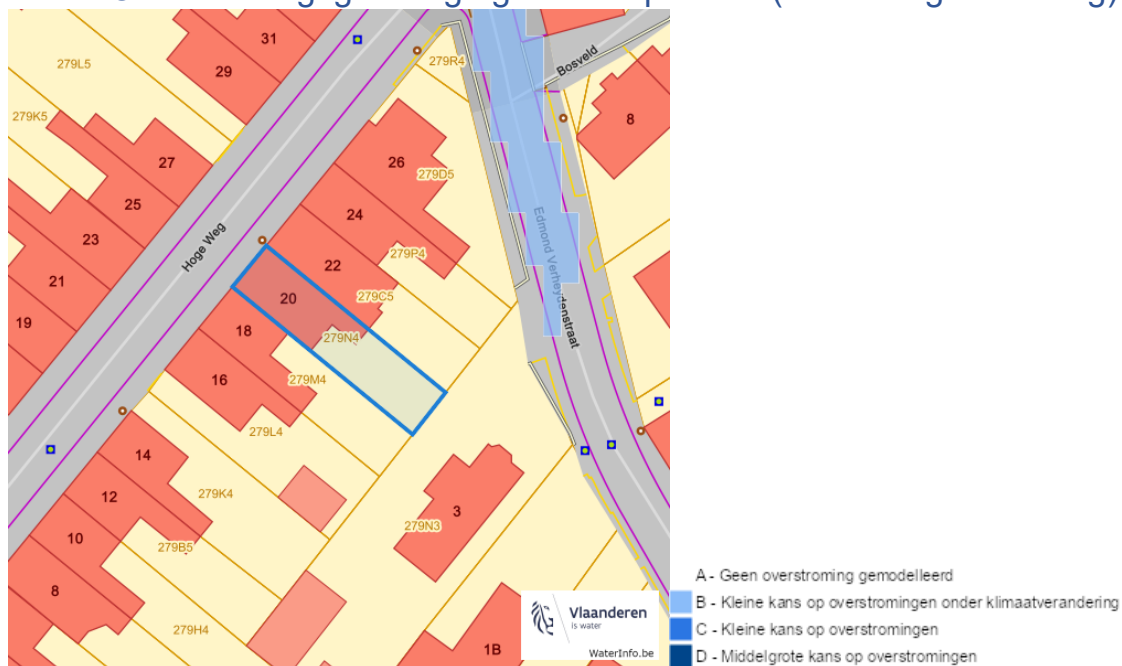 31
279L5
29
279R4
Bosveld
279K5
8
27
26
279D5
25
24
23
Hoge Weg
Edmond Verheydenstraat
279P4
22
21
279C5
20
19
18
279N4
16
279M4
279L4
14
12
279K4
3
279N3
10
279B5
8
279H4
1B
Vlaanderen
is water
WaterInfo.be
A - Geen overstroming gemodelleerd
B - Kleine kans op overstromingen onder klimaatverandering
C - Kleine kans op overstromingen
D - Middelgrote kans op overstromingen